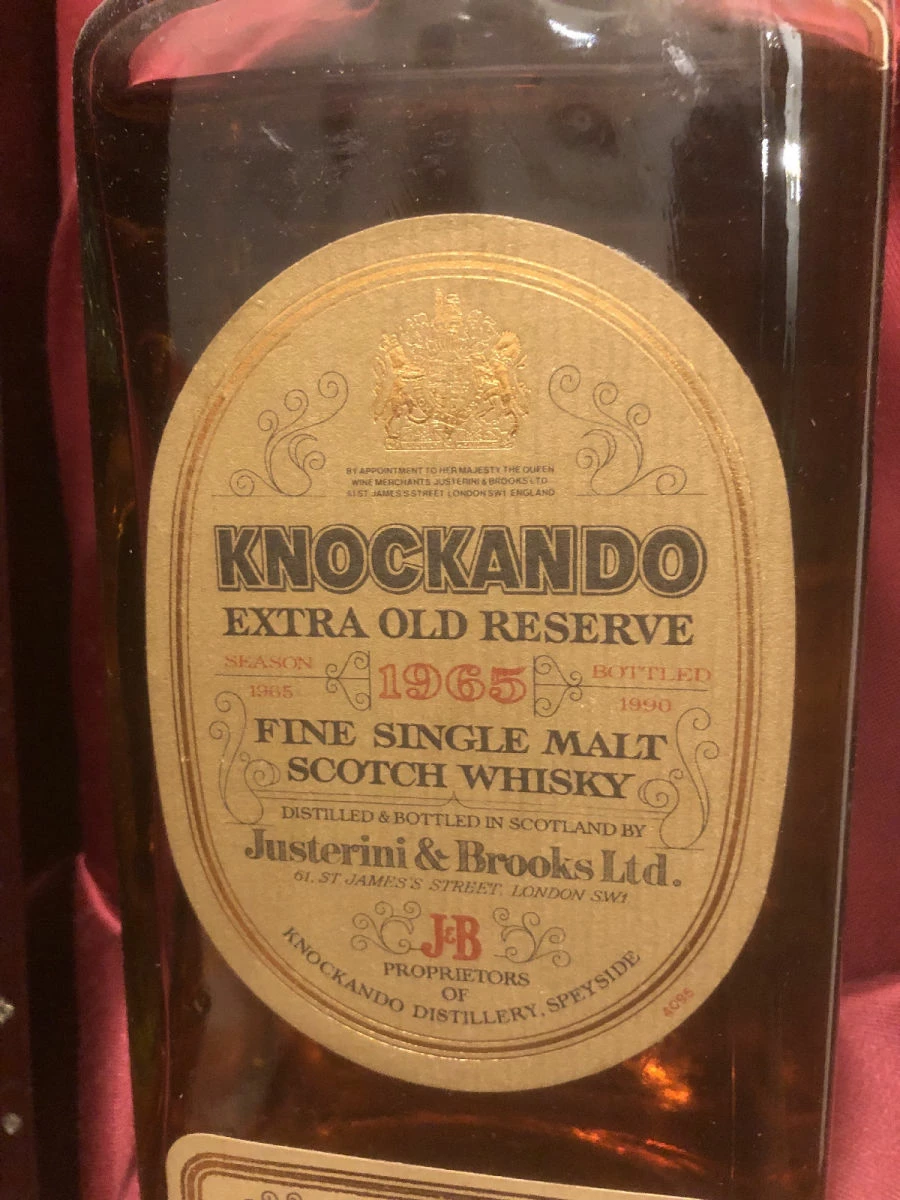 BY APPOINTMENT TO HER MAJESTY THE QUEEN
WINE MERCHANTS JUSTERINI & BROOKS LTD
61 ST JAMES'S STREET LONDON SW1 ENGLAND
KNOCKANDO
EXTRA OLD RESERVE
SEASON 1965 BOTTLED
1965 1990
FINE SINGLE MALT
SCOTCH WHISKY
DISTILLED & BOTTLED IN SCOTLAND BY
Justerini & Brooks Ltd.
61, ST JAMES'S STREET, LONDON SW1
J&B
PROPRIETORS
OF
KNOCKANDO DISTILLERY, SPEYSIDE